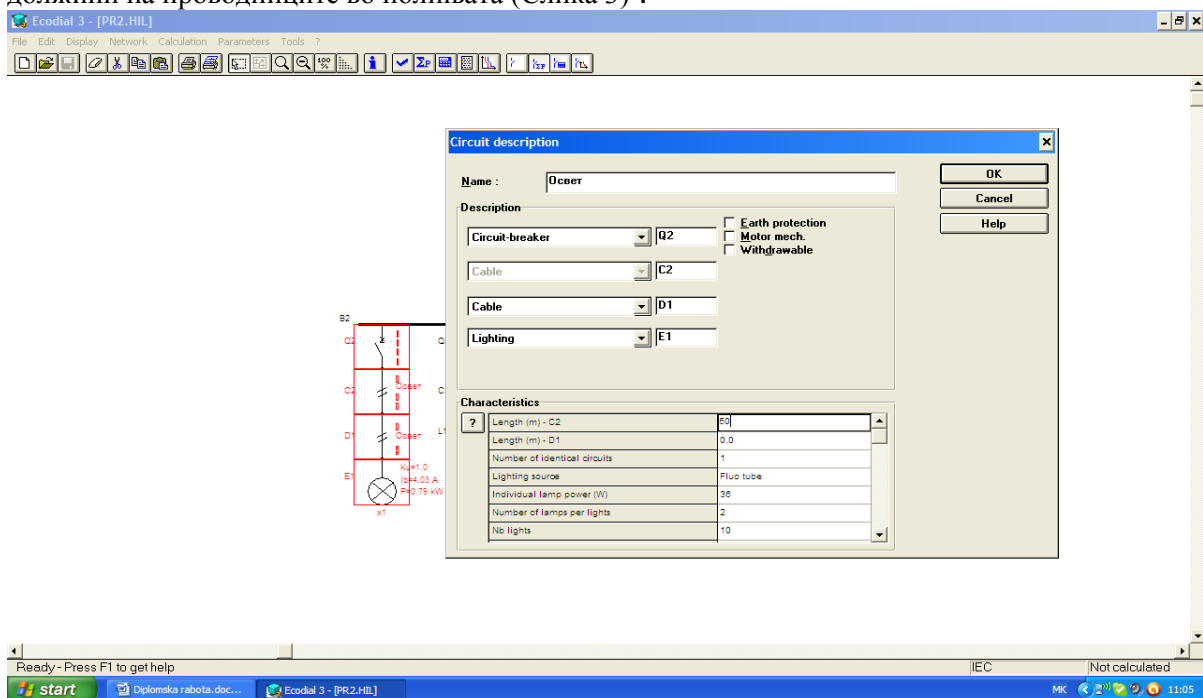 должини на проводниците во полињата (Слика 3) .
Ecodial 3 - [PR2.HIL]
File Edit Display Network Calculation Parameters Tools ?
Circuit description
Name : Освет
OK
Cancel
Help
Description
Circuit-breaker Q2
Earth protection
Motor mech.
Withdrawable
Cable C2
Cable D1
Lighting E1
Characteristics
?
Length (m) - C2 50
Length (m) - D1 0.0
Number of identical circuits 1
Lighting source Fluo tube
Individual lamp power (W) 36
Number of lamps per lights 2
Nb lights 10
B2
Q2
C2 Освет
D1 Освет L1
E1
Ku=1.0
Ib=4.03 A
P=0.79 kW
x1
Ready - Press F1 to get help IEC Not calculated
start Diplomska rabota.doc... Ecodial 3 - [PR2.HIL] MK 11:05